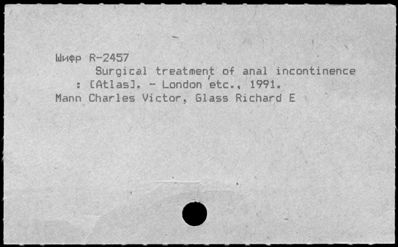 Шифр R-2457
Surgical treatment of anal incontinence
: [Atlas]. - London etc., 1991.
Mann Charles Victor, Glass Richard E